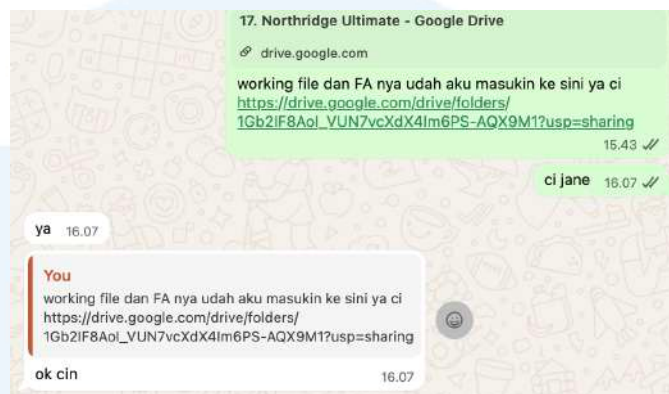 17. Northridge Ultimate - Google Drive
drive.google.com
working file dan FA nya udah aku masukin ke sini ya ci
https://drive.google.com/drive/folders/
1Gb2lF8Aol_VUN7vcXdX4Im6PS-AQX9M1?usp=sharing
15.43
ci jane 16.07
ya 16.07
You
working file dan FA nya udah aku masukin ke sini ya ci
https://drive.google.com/drive/folders/
1Gb2lF8Aol_VUN7vcXdX4Im6PS-AQX9M1?usp=sharing
ok cin 16.07